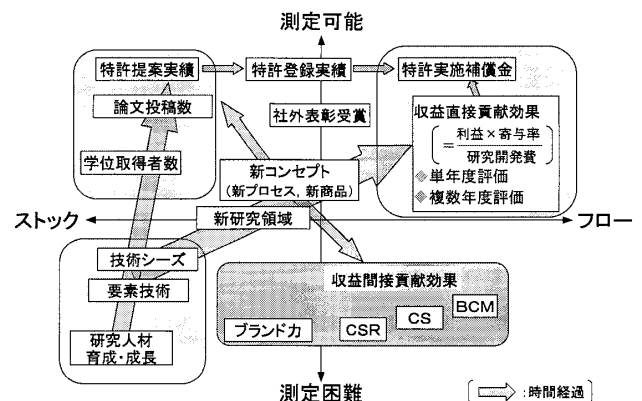 測定可能
特許提案実績
特許登録実績
特許実施補償金
論文投稿数
社外表彰受賞
収益直接貢献効果
利益×寄与率
=
研究開発費
学位取得者数
新コンセプト
(新プロセス,新商品)
◆単年度評価
◆複数年度評価
ストック
新研究領域
フロー
技術シーズ
要素技術
収益間接貢献効果
ブランド力
CSR
CS
BCM
研究人材
育成・成長
測定困難
:時間経過